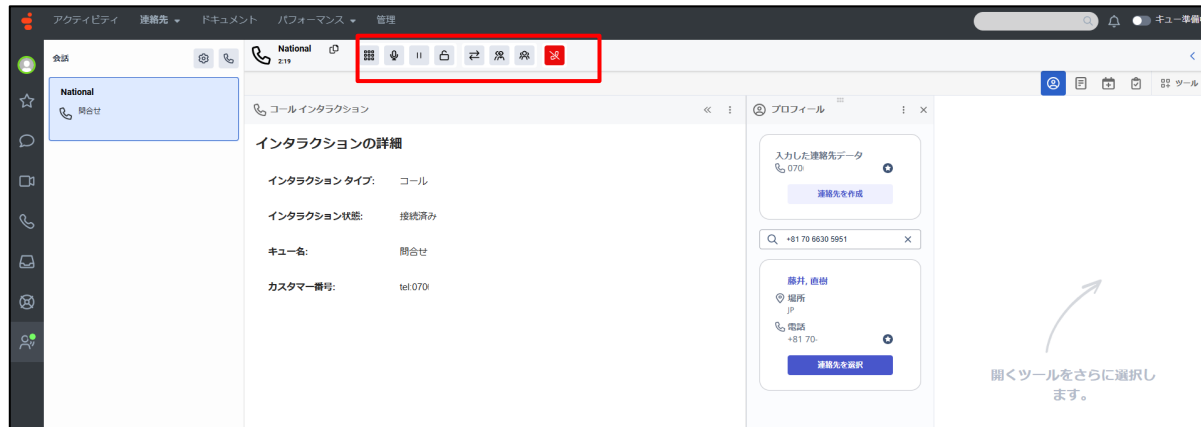 アクティビティ 連絡先 ドキュメント パフォーマンス 管理
キュー準備
会話
National
2:19
National
問合せ
ツール
コール インタラクション
プロフィール
インタラクションの詳細
インタラクション タイプ: コール
インタラクション状態: 接続済み
キュー名: 問合せ
カスタマー番号: tel:070
入力した連絡先データ
070
連絡先を作成
+81 70 6630 5951
藤井, 直樹
場所
JP
電話
+81 70-
連絡先を選択
開くツールをさらに選択し
ます。